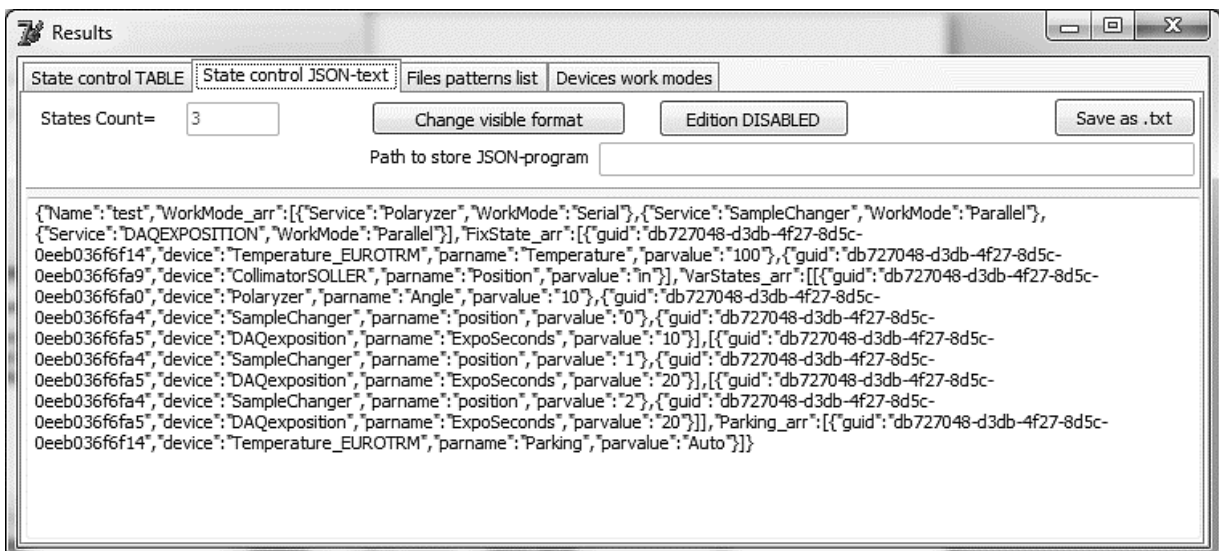 Results
State control TABLE State control JSON-text Files patterns list Devices work modes
States Count= 3 Change visible format Edition DISABLED Save as .txt
Path to store JSON-program
{"Name":"test","WorkMode_arr":[{"Service":"Polaryzer","WorkMode":"Serial"},{"Service":"SampleChanger","WorkMode":"Parallel"},
{"Service":"DAQEXPOSITION","WorkMode":"Parallel"}],"FixState_arr":[{"guid":"db727048-d3db-4f27-8d5c-
0eeb036f6f14","device":"Temperature_EUROTRM","parname":"Temperature","parvalue":"100"},{"guid":"db727048-d3db-4f27-8d5c-
0eeb036f6fa9","device":"CollimatorSOLLER","parname":"Position","parvalue":"in"}],"VarStates_arr":[[{"guid":"db727048-d3db-4f27-8d5c-
0eeb036f6fa0","device":"Polaryzer","parname":"Angle","parvalue":"10"},{"guid":"db727048-d3db-4f27-8d5c-
0eeb036f6fa4","device":"SampleChanger","parname":"position","parvalue":"0"},{"guid":"db727048-d3db-4f27-8d5c-
0eeb036f6fa5","device":"DAQexposition","parname":"ExpoSeconds","parvalue":"10"}],[{"guid":"db727048-d3db-4f27-8d5c-
0eeb036f6fa4","device":"SampleChanger","parname":"position","parvalue":"1"},{"guid":"db727048-d3db-4f27-8d5c-
0eeb036f6fa5","device":"DAQexposition","parname":"ExpoSeconds","parvalue":"20"}],[{"guid":"db727048-d3db-4f27-8d5c-
0eeb036f6fa4","device":"SampleChanger","parname":"position","parvalue":"2"},{"guid":"db727048-d3db-4f27-8d5c-
0eeb036f6fa5","device":"DAQexposition","parname":"ExpoSeconds","parvalue":"20"}]],"Parking_arr":[{"guid":"db727048-d3db-4f27-8d5c-
0eeb036f6f14","device":"Temperature_EUROTRM","parname":"Parking","parvalue":"Auto"}]}